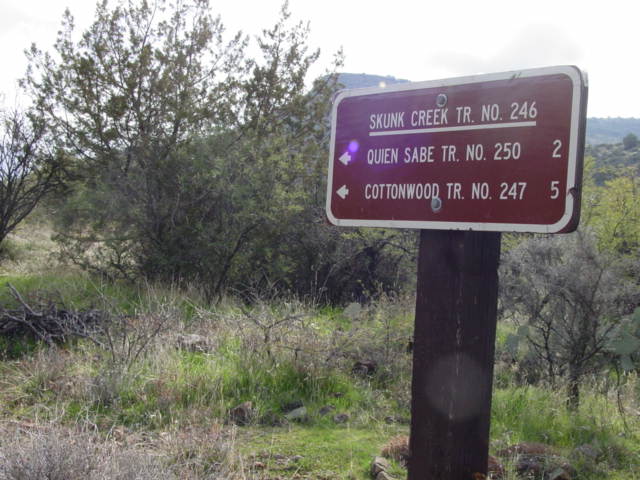 SKUNK CREEK TR. NO. 246
QUIEN SABE TR. NO. 250 2
COTTONWOOD TR. NO. 247 5